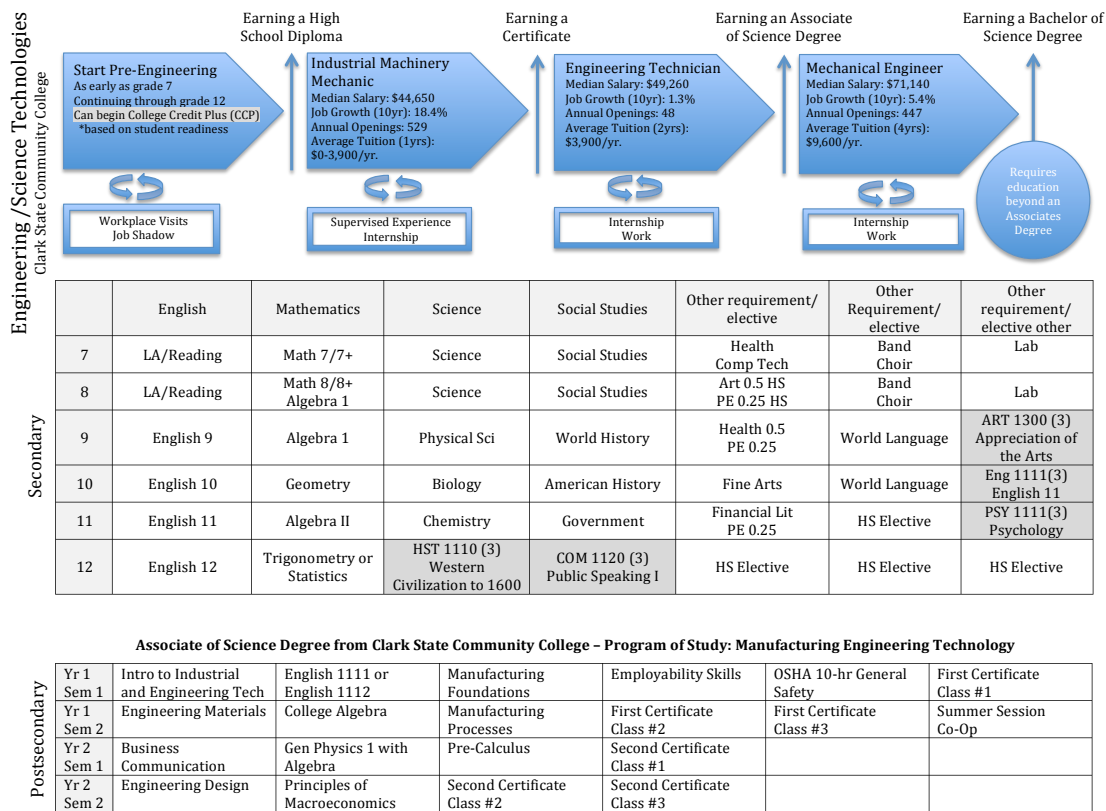 Engineering /Science Technologies
Clark State Community College
Earning a High
School Diploma
Earning a
Certificate
Earning an Associate
of Science Degree
Earning a Bachelor of
Science Degree
Start Pre-Engineering
As early as grade 7
Continuing through grade 12
Can begin College Credit Plus (CCP)
*based on student readiness
Industrial Machinery
Mechanic
Median Salary: $44,650
Job Growth (10yr): 18.4%
Annual Openings: 529
Average Tuition (1yrs):
$0-3,900/yr.
Engineering Technician
Median Salary: $49,260
Job Growth (10yr): 1.3%
Annual Openings: 48
Average Tuition (2yrs):
$3,900/yr.
Mechanical Engineer
Median Salary: $71,140
Job Growth (10yr): 5.4%
Annual Openings: 447
Average Tuition (4yrs):
$9,600/yr.
Requires
education
beyond an
Associates
Degree
Workplace Visits
Job Shadow
Supervised Experience
Internship
Internship
Work
Internship
Work
Secondary
English
Mathematics
Science
Social Studies
Other requirement/
elective
Other
Requirement/
elective
Other
requirement/
elective other
7
LA/Reading
Math 7/7+
Science
Social Studies
Health
Comp Tech
Band
Choir
Lab
8
LA/Reading
Math 8/8+
Algebra 1
Science
Social Studies
Art 0.5 HS
PE 0.25 HS
Band
Choir
Lab
9
English 9
Algebra 1
Physical Sci
World History
Health 0.5
PE 0.25
World Language
ART 1300 (3)
Appreciation of
the Arts
10
English 10
Geometry
Biology
American History
Fine Arts
World Language
Eng 1111(3)
English 11
11
English 11
Algebra II
Chemistry
Government
Financial Lit
PE 0.25
HS Elective
PSY 1111(3)
Psychology
12
English 12
Trigonometry or
Statistics
HST 1110 (3)
Western
Civilization to 1600
COM 1120 (3)
Public Speaking I
HS Elective
HS Elective
HS Elective
Associate of Science Degree from Clark State Community College – Program of Study: Manufacturing Engineering Technology
Postsecondary
Yr 1
Sem 1
Intro to Industrial
and Engineering Tech
English 1111 or
English 1112
Manufacturing
Foundations
Employability Skills
OSHA 10-hr General
Safety
First Certificate
Class #1
Yr 1
Sem 2
Engineering Materials
College Algebra
Manufacturing
Processes
First Certificate
Class #2
First Certificate
Class #3
Summer Session
Co-Op
Yr 2
Sem 1
Business
Communication
Gen Physics 1 with
Algebra
Pre-Calculus
Second Certificate
Class #1
Yr 2
Sem 2
Engineering Design
Principles of
Macroeconomics
Second Certificate
Class #2
Second Certificate
Class #3